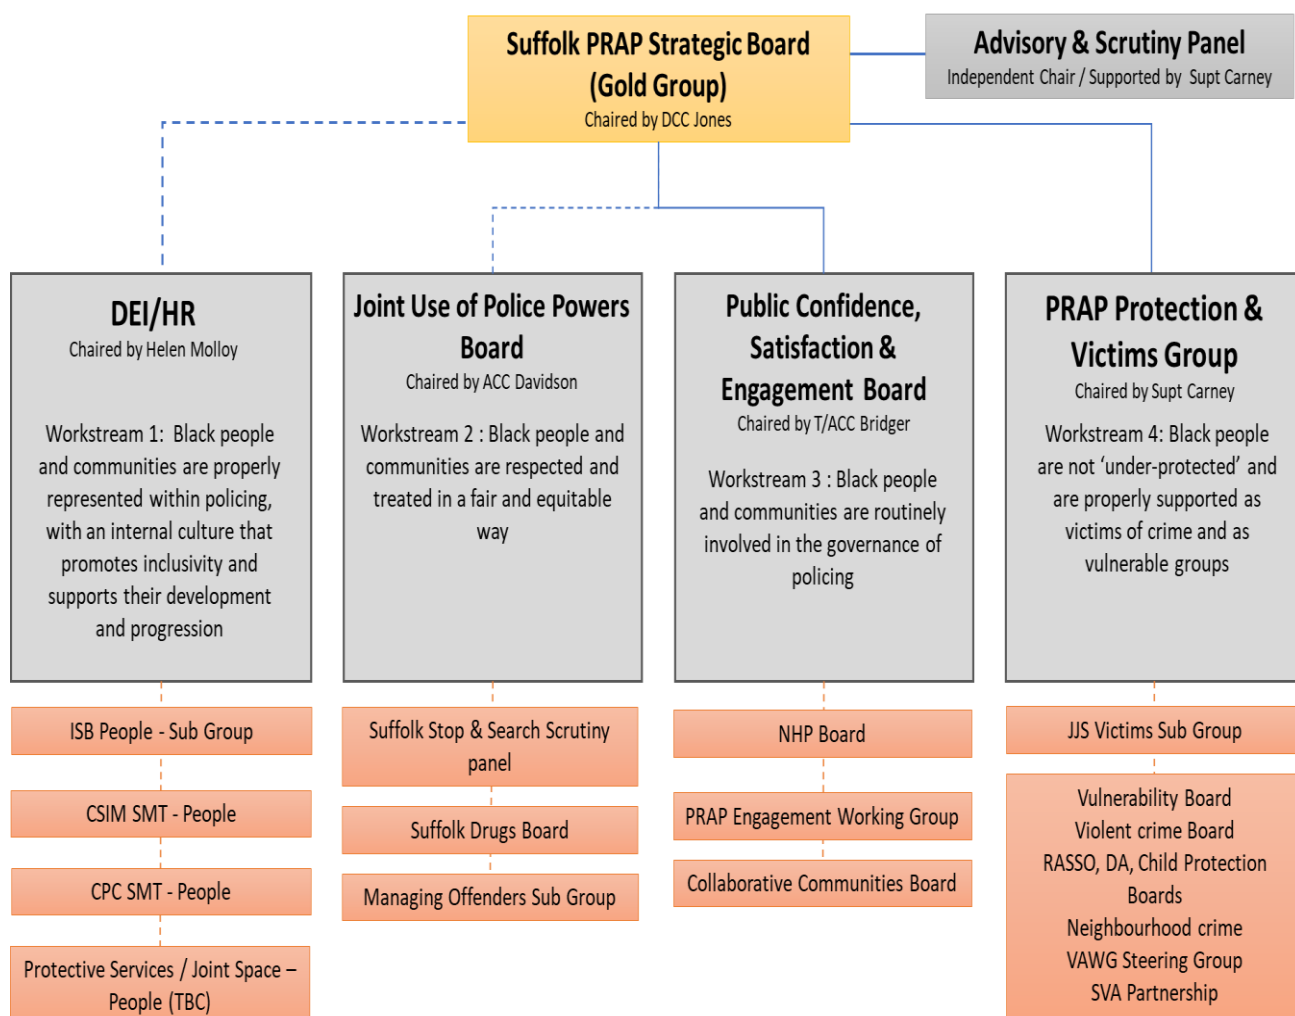 Suffolk PRAP Strategic Board
(Gold Group)
Chaired by DCC Jones
Advisory & Scrutiny Panel
Independent Chair / Supported by Supt Carney
DEI/HR
Chaired by Helen Molloy
Workstream 1: Black people
and communities are properly
represented within policing,
with an internal culture that
promotes inclusivity and
supports their development
and progression
Joint Use of Police Powers
Board
Chaired by ACC Davidson
Workstream 2 : Black people and
communities are respected and
treated in a fair and equitable
way
Public Confidence,
Satisfaction &
Engagement Board
Chaired by T/ACC Bridger
Workstream 3 : Black people
and communities are routinely
involved in the governance of
policing
PRAP Protection &
Victims Group
Chaired by Supt Carney
Workstream 4: Black people
are not ‘under-protected’ and
are properly supported as
victims of crime and as
vulnerable groups
ISB People - Sub Group
CSIM SMT - People
CPC SMT - People
Protective Services / Joint Space –
People (TBC)
Suffolk Stop & Search Scrutiny
panel
Suffolk Drugs Board
Managing Offenders Sub Group
NHP Board
PRAP Engagement Working Group
Collaborative Communities Board
JJS Victims Sub Group
Vulnerability Board
Violent crime Board
RASSO, DA, Child Protection
Boards
Neighbourhood crime
VAWG Steering Group
SVA Partnership